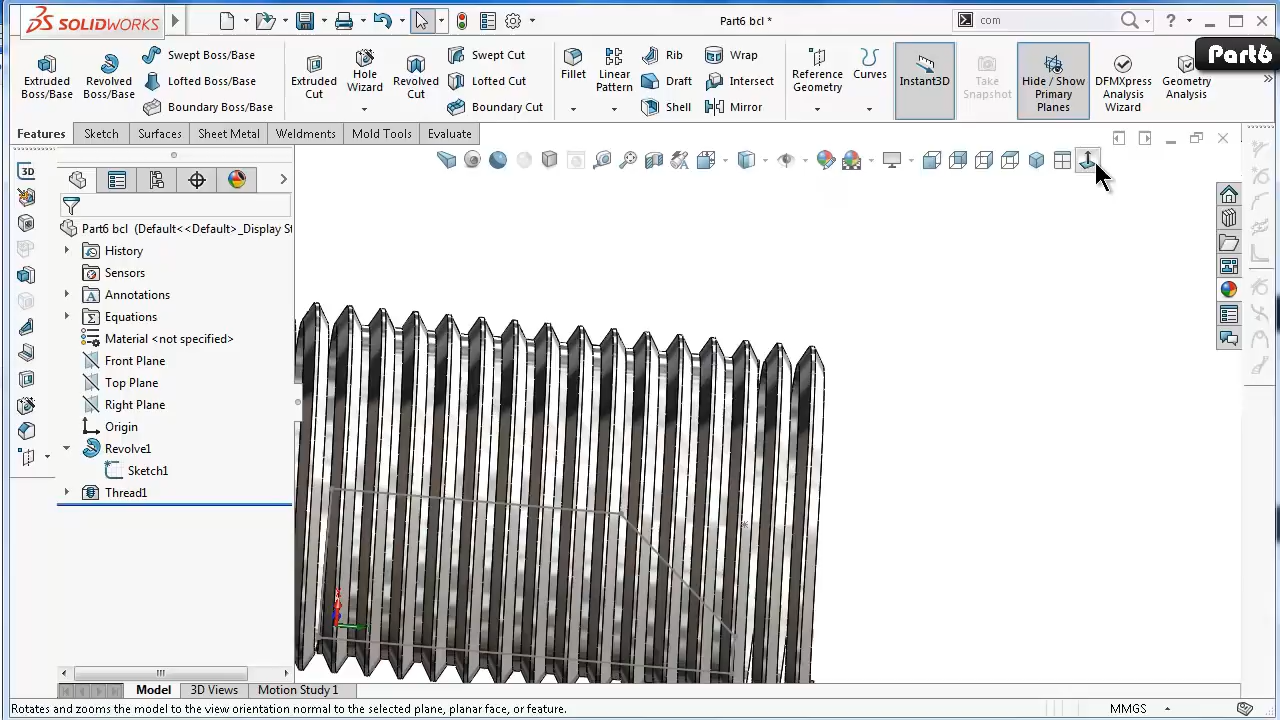 SOLIDWORKS
Part6 bcl *
com
Part6
Extruded Boss/Base
Revolved Boss/Base
Swept Boss/Base
Lofted Boss/Base
Boundary Boss/Base
Extruded Cut
Hole Wizard
Revolved Cut
Swept Cut
Lofted Cut
Boundary Cut
Fillet
Linear Pattern
Rib
Draft
Shell
Wrap
Intersect
Mirror
Reference Geometry
Curves
Instant3D
Take Snapshot
Hide / Show Primary Planes
DFMXpress Analysis Wizard
Geometry Analysis
Features
Sketch
Surfaces
Sheet Metal
Weldments
Mold Tools
Evaluate
3D
Part6 bcl (Default<<Default>_Display St
History
Sensors
Annotations
Equations
Material <not specified>
Front Plane
Top Plane
Right Plane
Origin
Revolve1
Sketch1
Thread1
Model
3D Views
Motion Study 1
Rotates and zooms the model to the view orientation normal to the selected plane, planar face, or feature.
MMGS